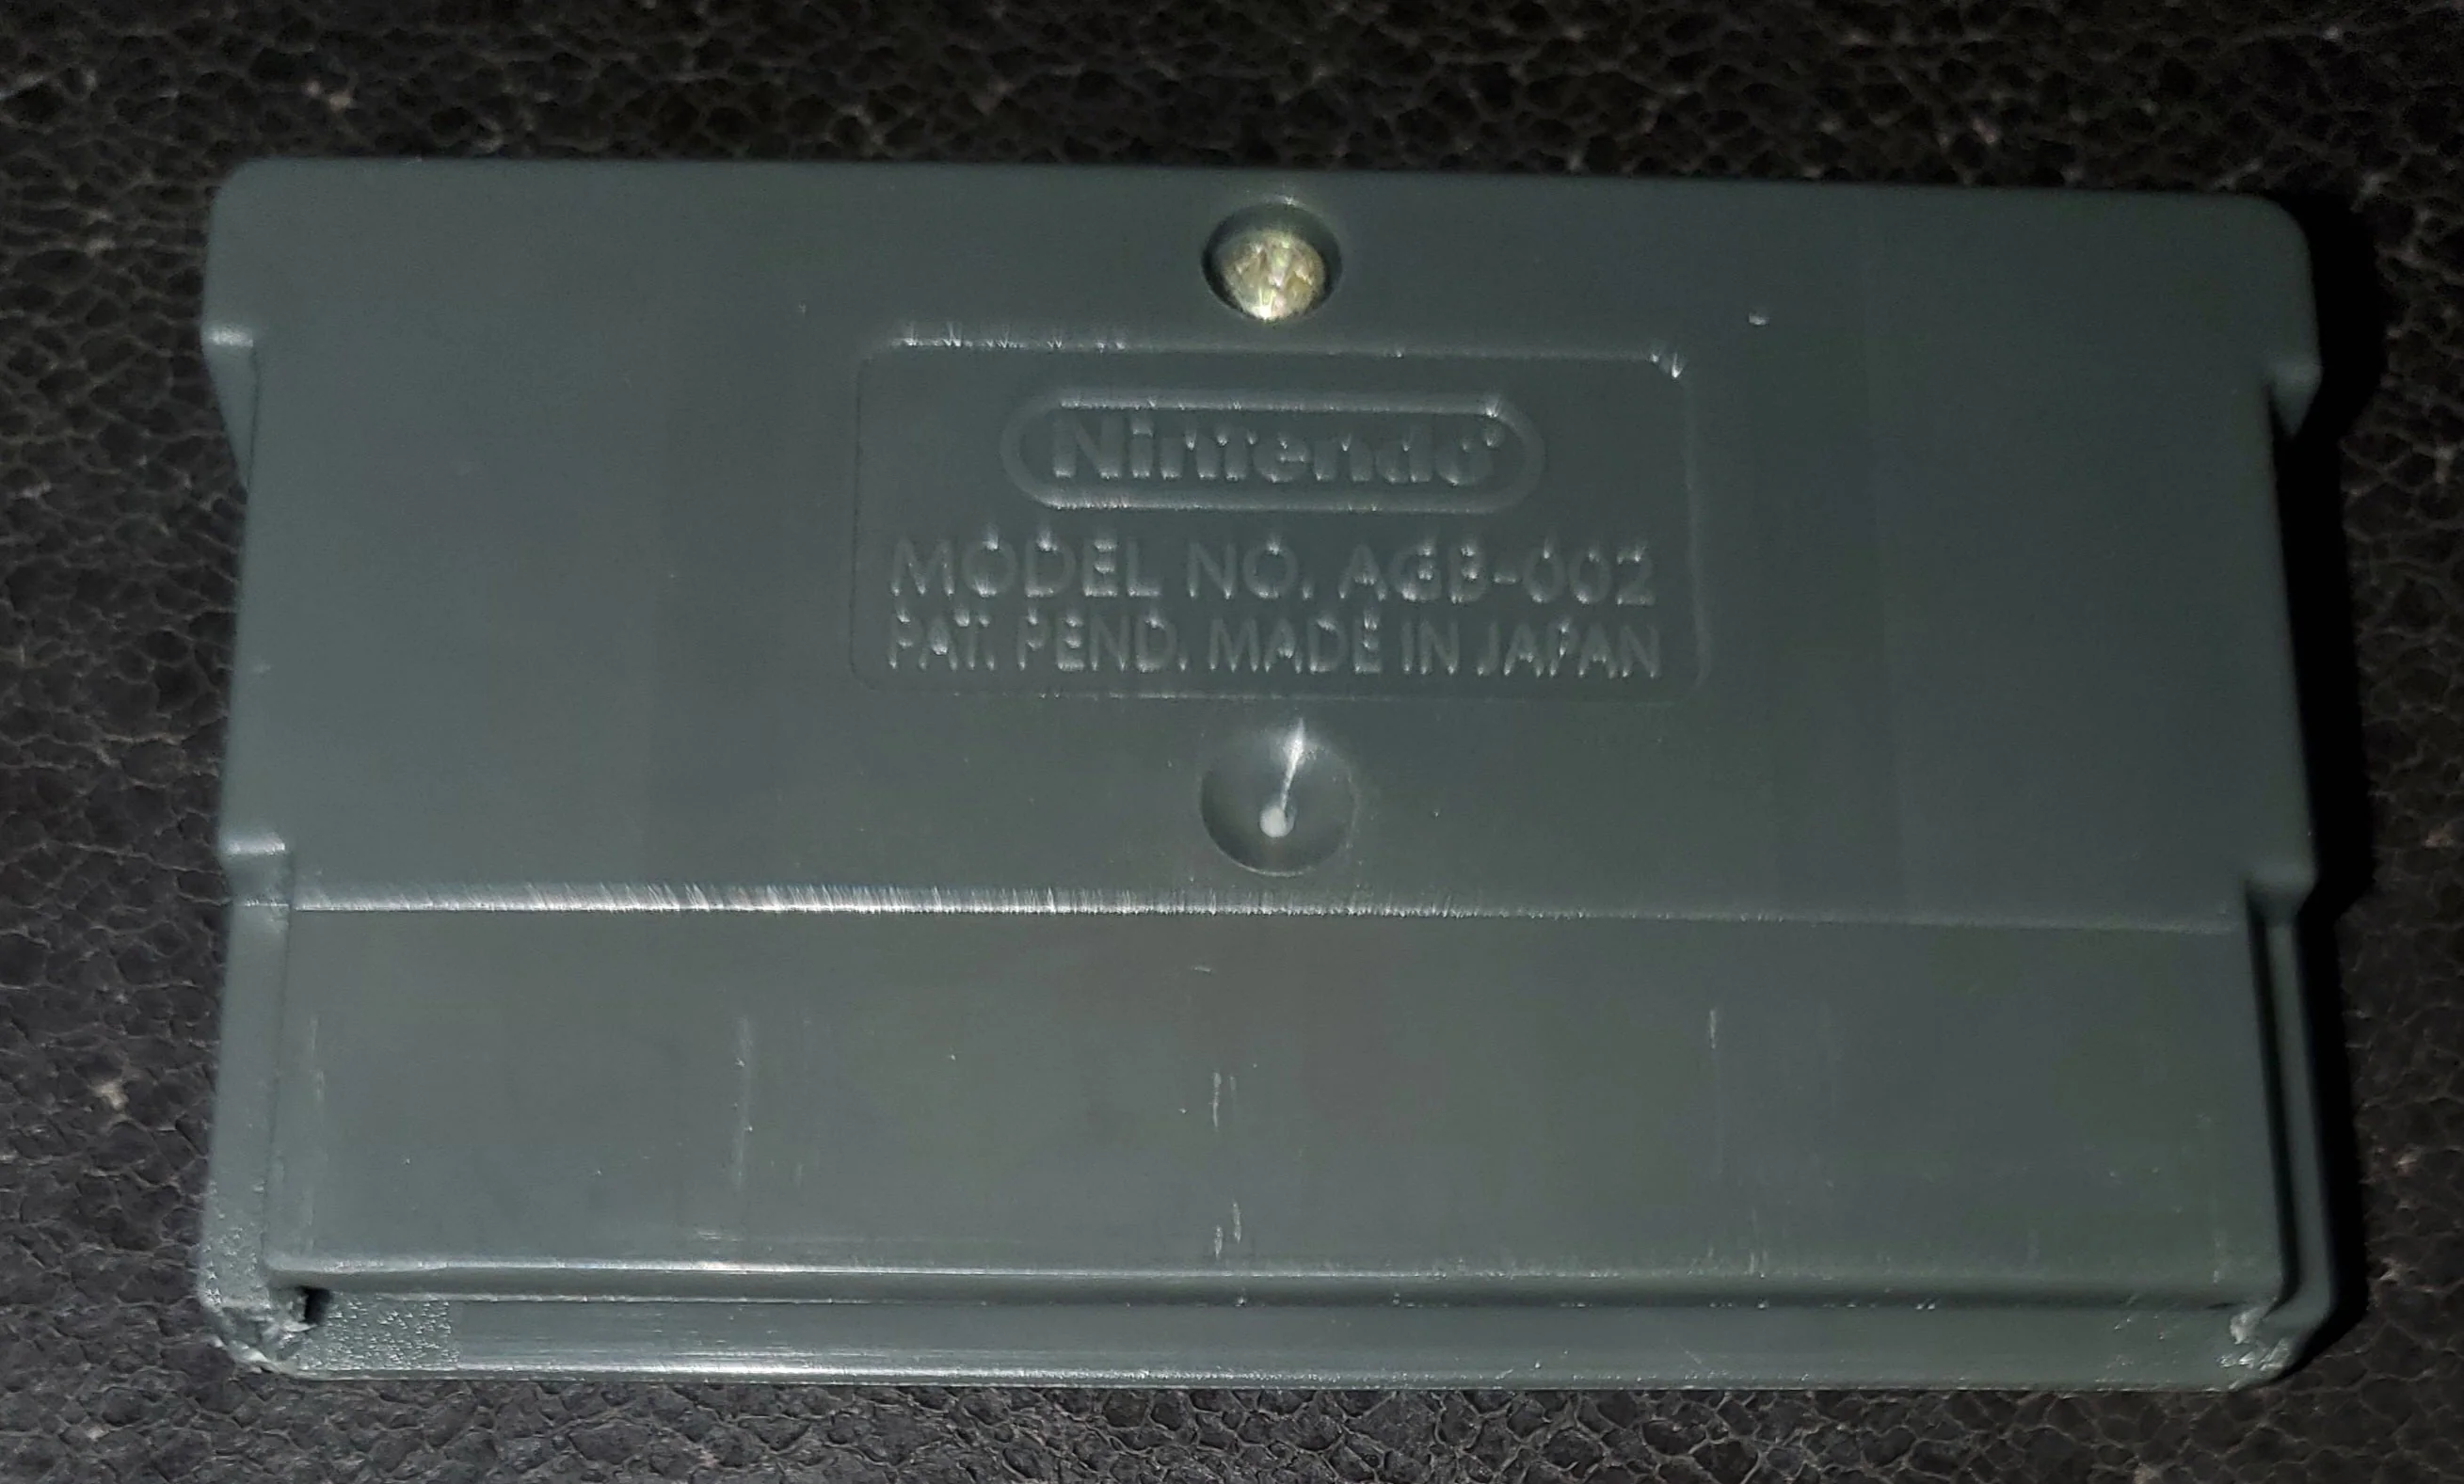 Nintendo®
MODEL NO. AGB-002
PAT. PEND. MADE IN JAPAN